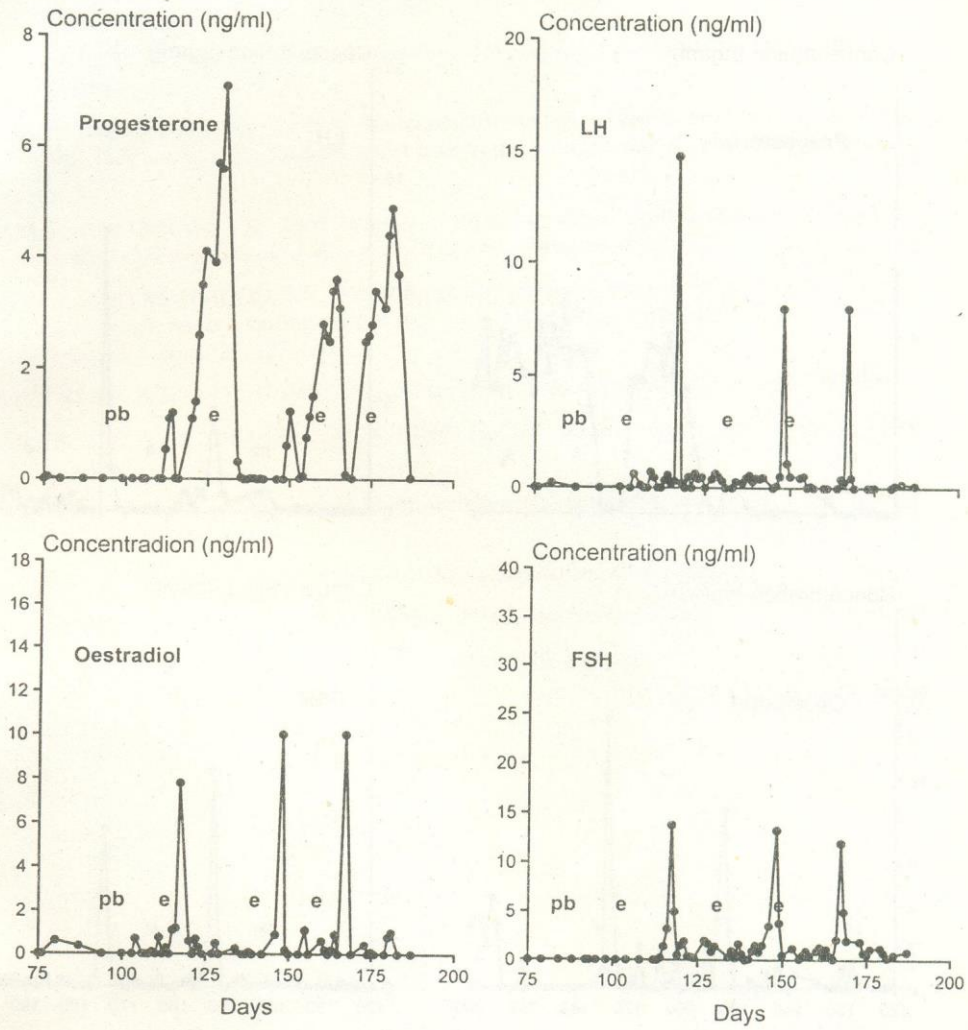 Concentration (ng/ml)
8
6
4
2
0
Progesterone
pb
e
e
e
Concentration (ng/ml)
20
15
10
5
0
LH
pb
e
e
e
Concentradion (ng/ml)
18
16
14
12
10
8
6
4
2
0
Oestradiol
pb
e
e
e
75
100
125
150
175
200
Days
Concentration (ng/ml)
40
35
30
25
20
15
10
5
0
FSH
pb
e
e
e
75
100
125
150
175
200
Days